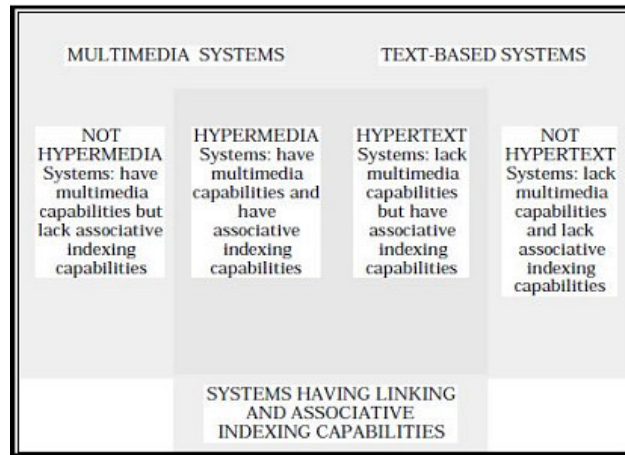 MULTIMEDIA SYSTEMS
TEXT-BASED SYSTEMS
NOT
HYPERMEDIA
Systems: have
multimedia
capabilities but
lack associative
indexing
capabilities
HYPERMEDIA
Systems: have
multimedia
capabilities and
have
associative
indexing
capabilities
HYPERTEXT
Systems: lack
multimedia
capabilities
but have
associative
indexing
capabilities
NOT
HYPERTEXT
Systems: lack
multimedia
capabilities
and lack
associative
indexing
capabilities
SYSTEMS HAVING LINKING
AND ASSOCIATIVE
INDEXING CAPABILITIES